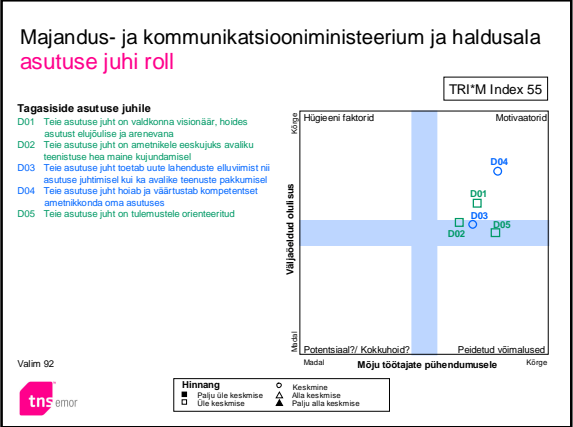 Majandus- ja kommunikatsiooniministeerium ja haldusala
asutuse juhi roll
TRI*M Index 55
Tagasiside asutuse juhile
D01 Teie asutuse juht on valdkonna visionäär, hoides
asutust elujõulise ja arenevana
D02 Teie asutuse juht on ametnikele eeskujuks avaliku
teenistuse hea maine kujundamisel
D03 Teie asutuse juht toetab uute lahenduste elluviimist nii
asutuse juhtimisel kui ka avalike teenuste pakkumisel
D04 Teie asutuse juht hoiab ja väärtustab kompetentset
ametnikkonda oma asutuses
D05 Teie asutuse juht on tulemustele orienteeritud
Kõrge
Hügieeni faktorid
Motivaatorid
D04
D01
D03
D02
D05
Väljaöeldud olulisus
Madal
Potentsiaal?/ Kokkuhoid?
Peidetud võimalused
Madal
Mõju töötajate pühendumusele
Kõrge
Valim 92
Hinnang
Palju üle keskmise
Üle keskmise
Keskmine
Alla keskmise
Palju alla keskmise
tns emor